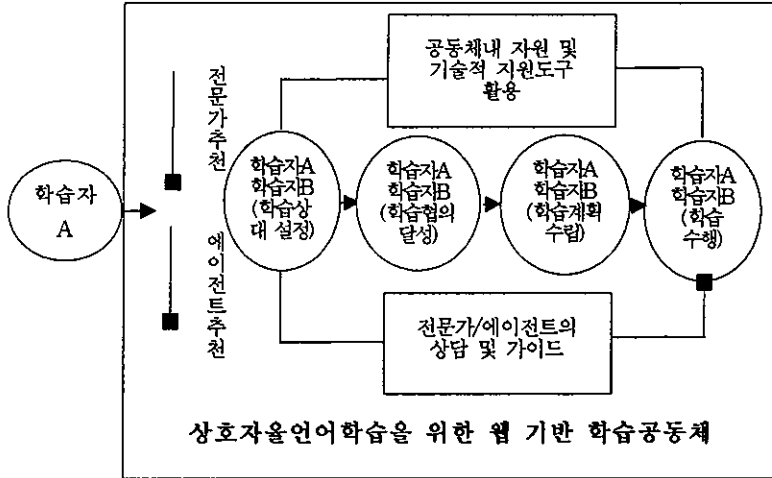 공동체내 자원 및
기술적 지원도구
활용
전문가추천
학습자
A
학습자A
학습자B
(학습상
대 설정)
학습자A
학습자B
(학습협의
달성)
학습자A
학습자B
(학습계획
수립)
학습자A
학습자B
(학습
수행)
에이전트추천
전문가/에이전트의
상담 및 가이드
상호자율언어학습을 위한 웹 기반 학습공동체